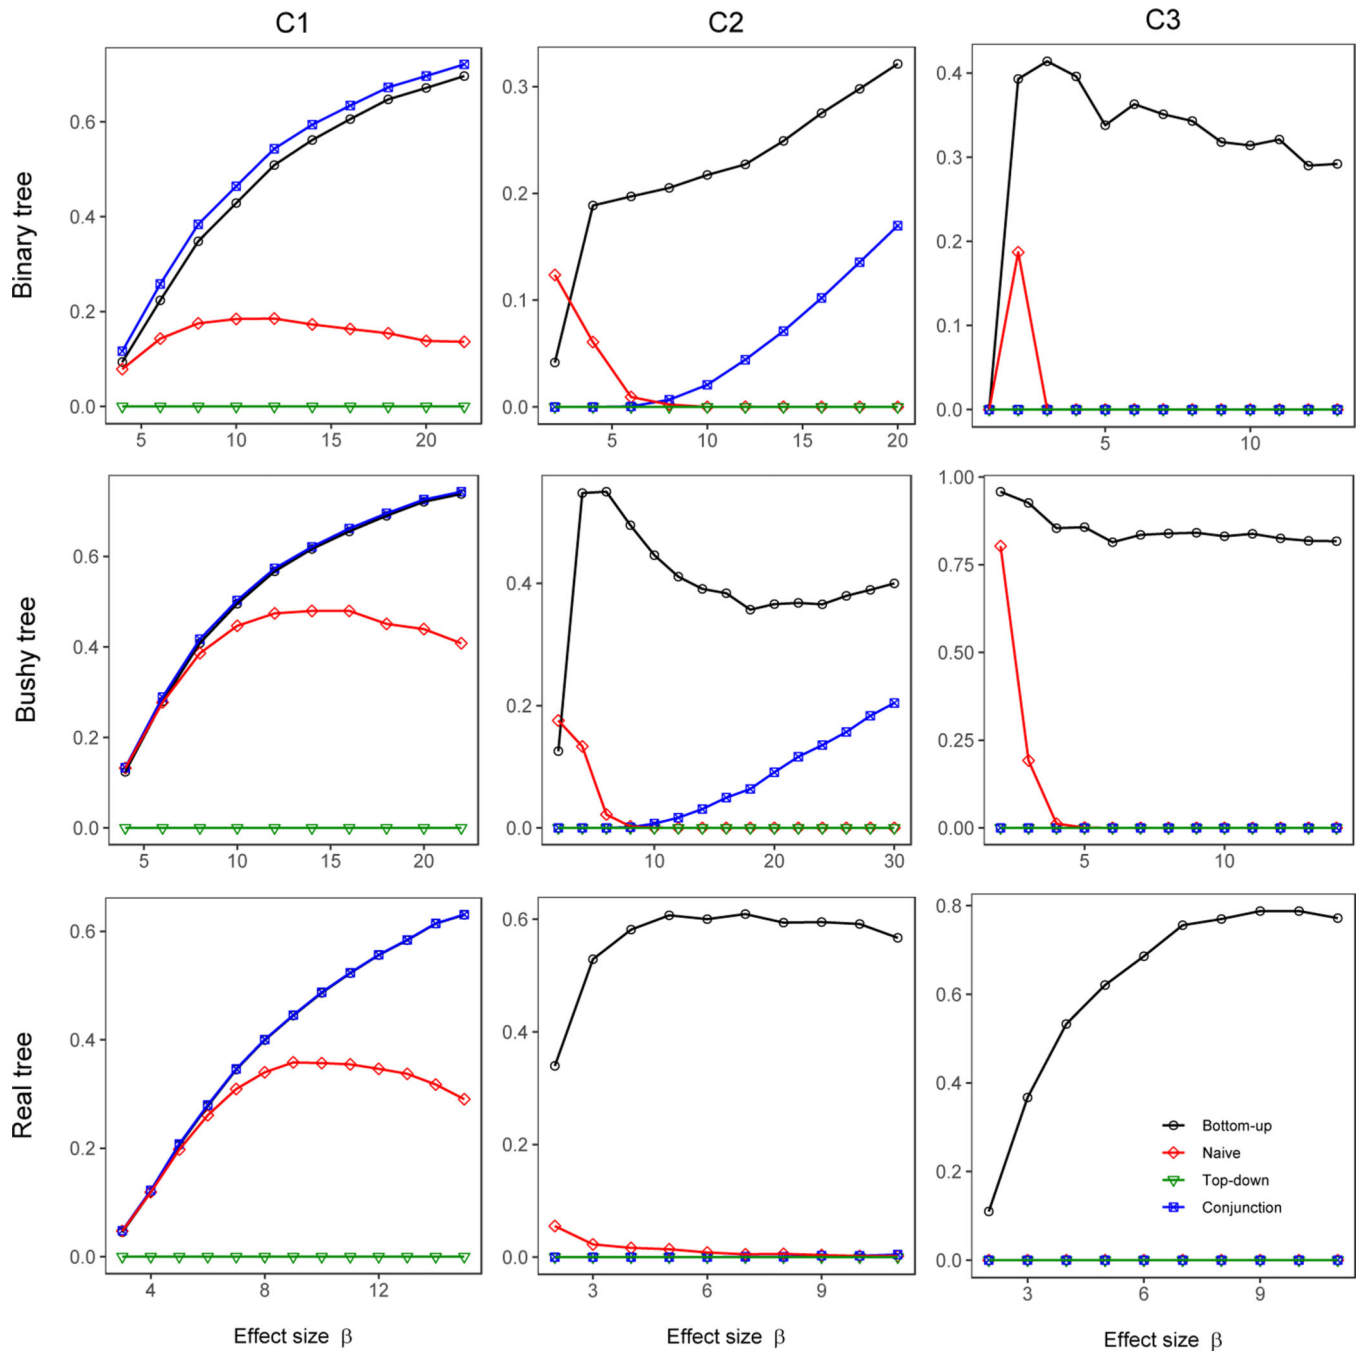 C1 C2 C3
Binary tree
0.6 0.4 0.2 0.0
5 10 15 20
0.3 0.2 0.1 0.0
5 10 15 20
0.4 0.3 0.2 0.1 0.0
5 10
Bushy tree
0.6 0.4 0.2 0.0
5 10 15 20
0.4 0.2 0.0
10 20 30
1.00 0.75 0.50 0.25 0.00
5 10
Real tree
0.6 0.4 0.2 0.0
4 8 12
0.6 0.4 0.2 0.0
3 6 9
0.8 0.6 0.4 0.2 0.0
3 6 9
Bottom-up
Naive
Top-down
Conjunction
Effect size β
Effect size β
Effect size β